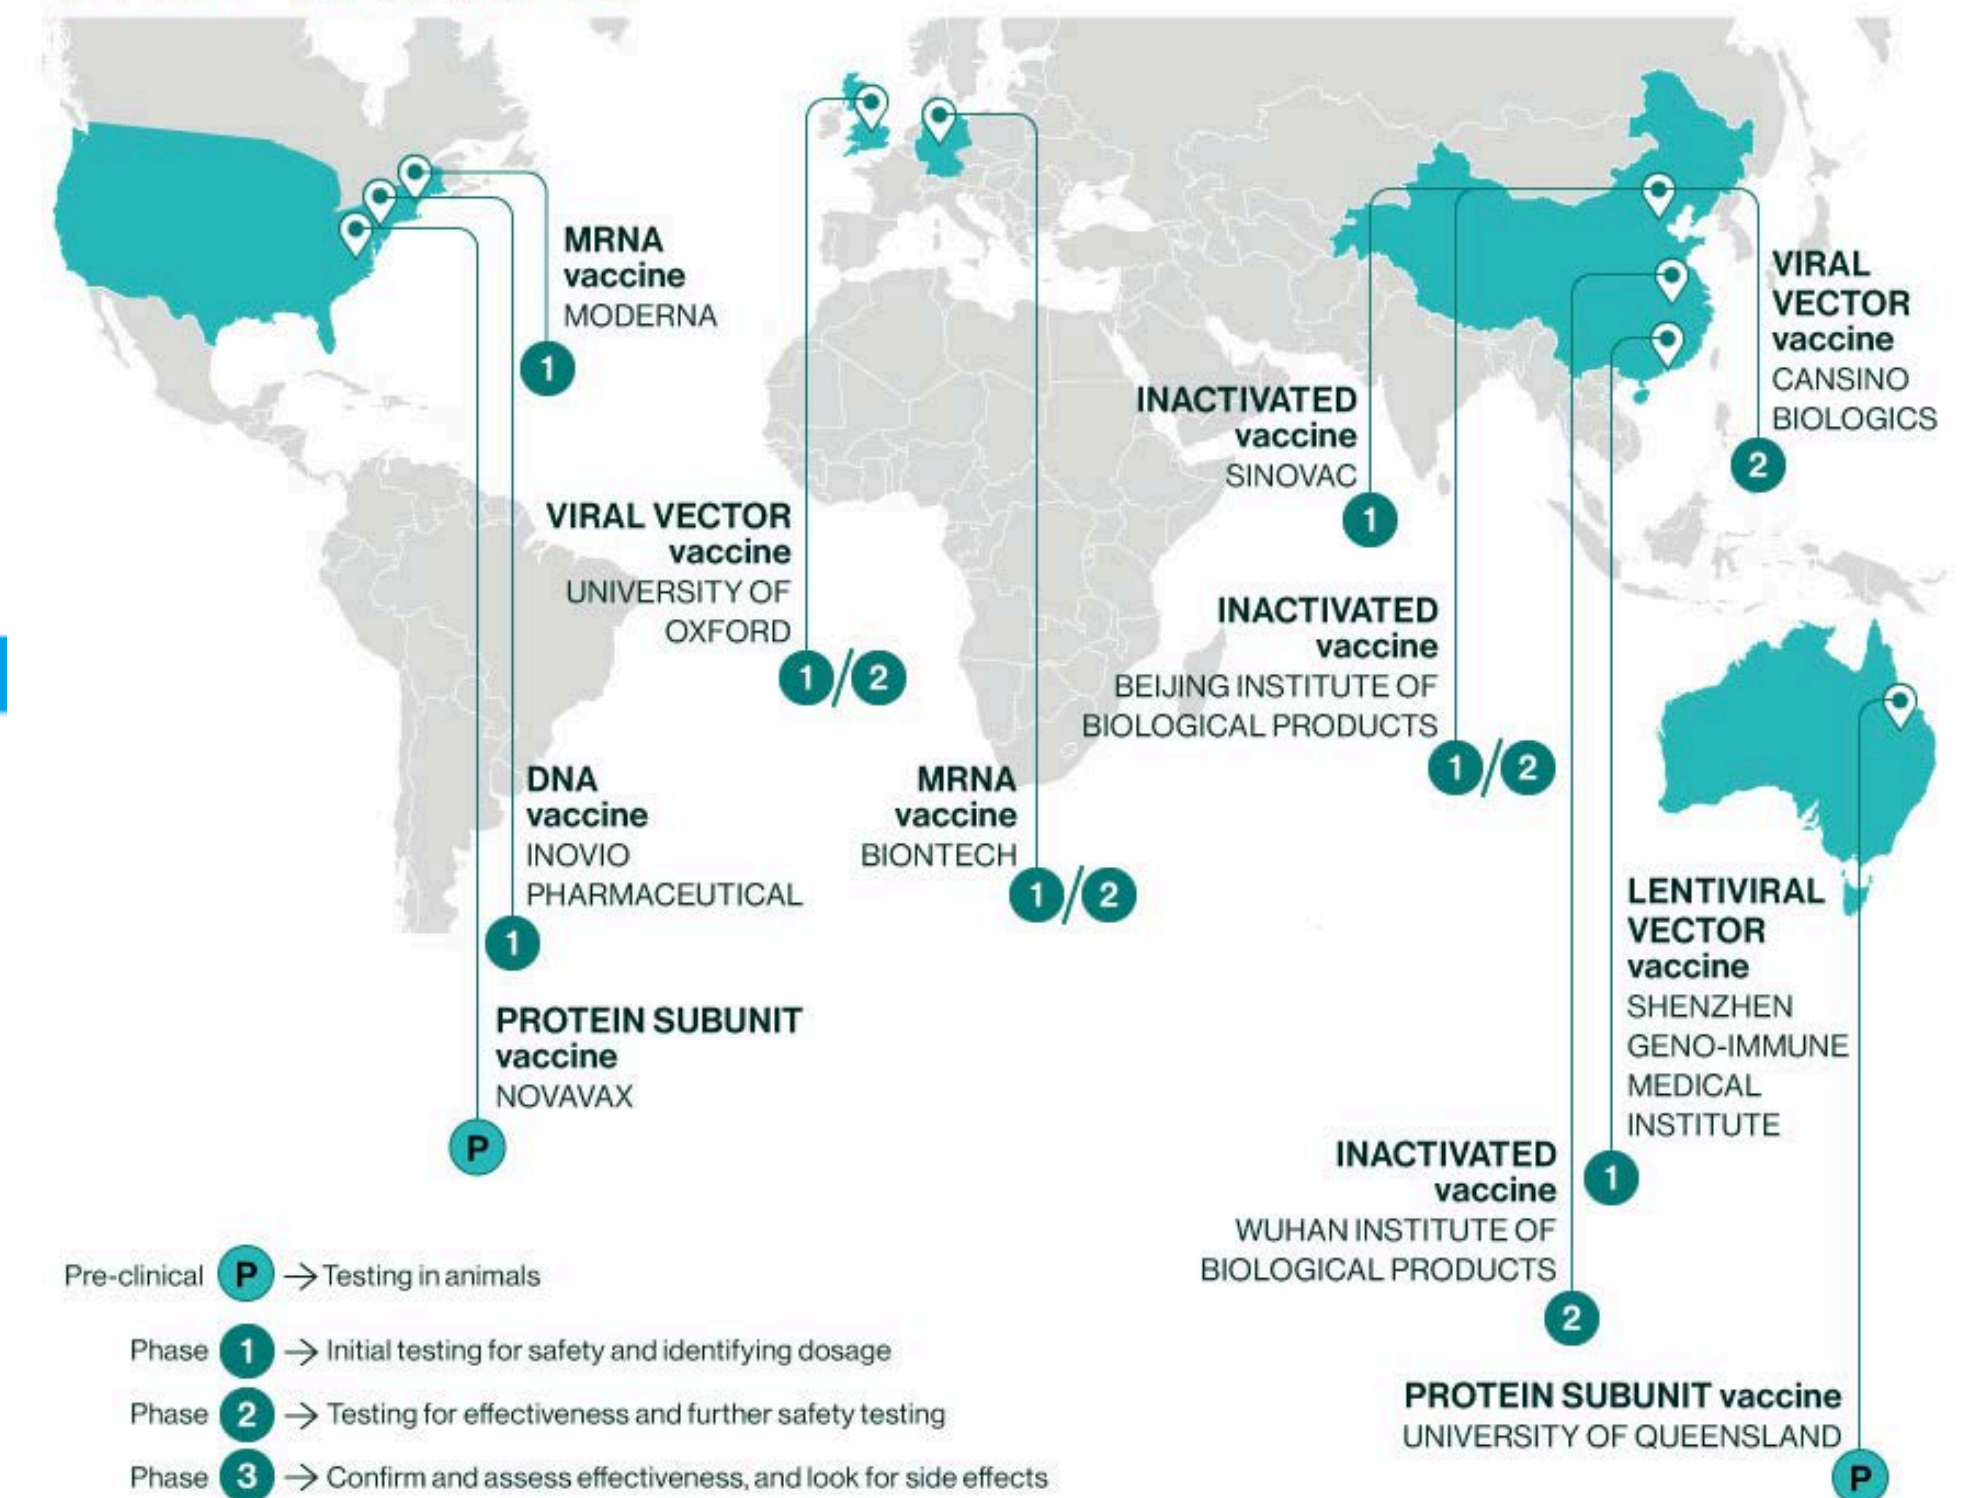 MRNA
vaccine
MODERNA
1
VIRAL
VECTOR
vaccine
CANSINO
BIOLOGICS
2
INACTIVATED
vaccine
SINOVAC
1
VIRAL VECTOR
vaccine
UNIVERSITY OF
OXFORD
1/2
INACTIVATED
vaccine
BEIJING INSTITUTE OF
BIOLOGICAL PRODUCTS
1/2
DNA
vaccine
INOVIO
PHARMACEUTICAL
1
MRNA
vaccine
BIONTECH
1/2
LENTIVIRAL
VECTOR
vaccine
SHENZHEN
GENO-IMMUNE
MEDICAL
INSTITUTE
1
PROTEIN SUBUNIT
vaccine
NOVAVAX
P
INACTIVATED
vaccine
WUHAN INSTITUTE OF
BIOLOGICAL PRODUCTS
2
PROTEIN SUBUNIT vaccine
UNIVERSITY OF QUEENSLAND
P
Pre-clinical P → Testing in animals
Phase 1 → Initial testing for safety and identifying dosage
Phase 2 → Testing for effectiveness and further safety testing
Phase 3 → Confirm and assess effectiveness, and look for side effects